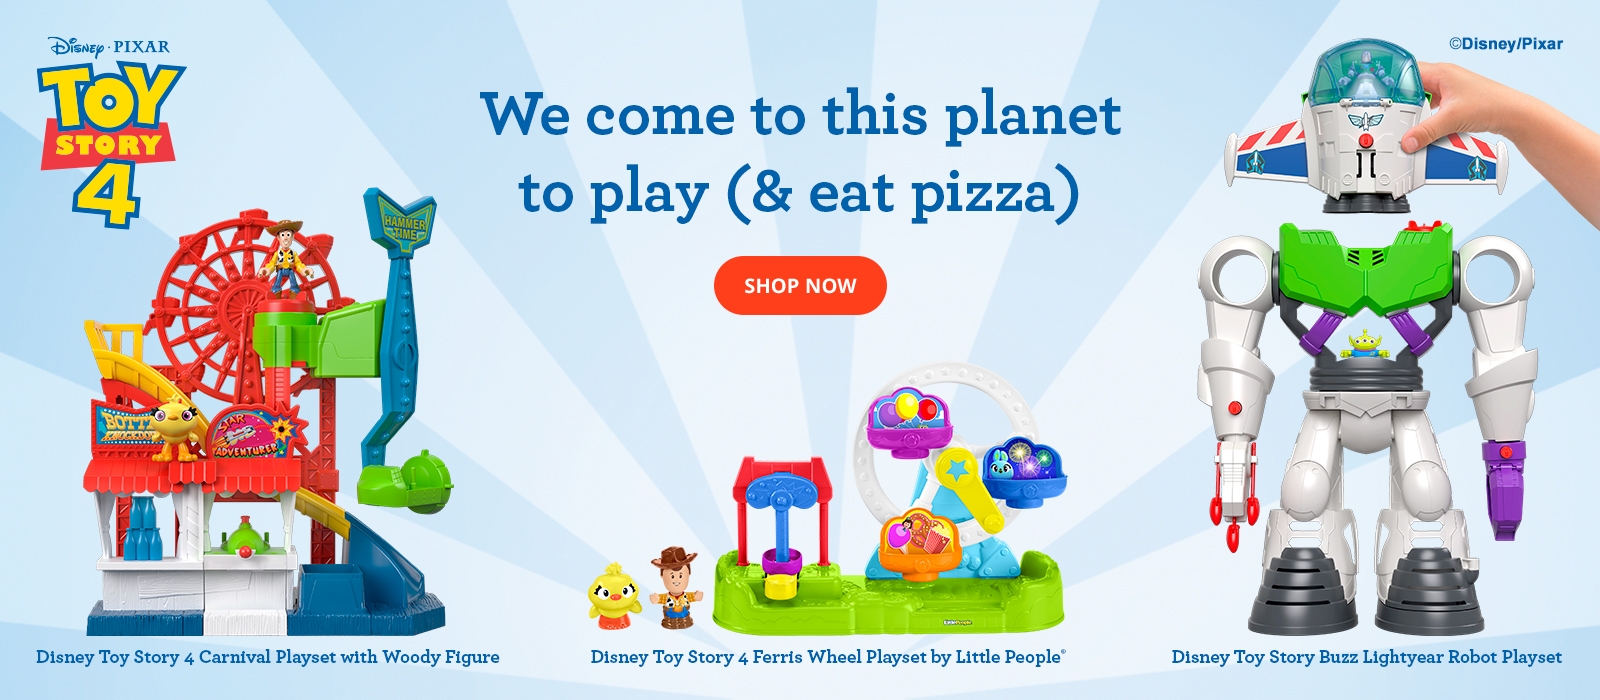 Disney · PIXAR
TOY
STORY
4
©Disney/Pixar
We come to this planet
to play (& eat pizza)
SHOP NOW
HAMMER
TIME
STAR
ADVENTURER
Little People
Disney Toy Story 4 Carnival Playset with Woody Figure
Disney Toy Story 4 Ferris Wheel Playset by Little People®
Disney Toy Story Buzz Lightyear Robot Playset